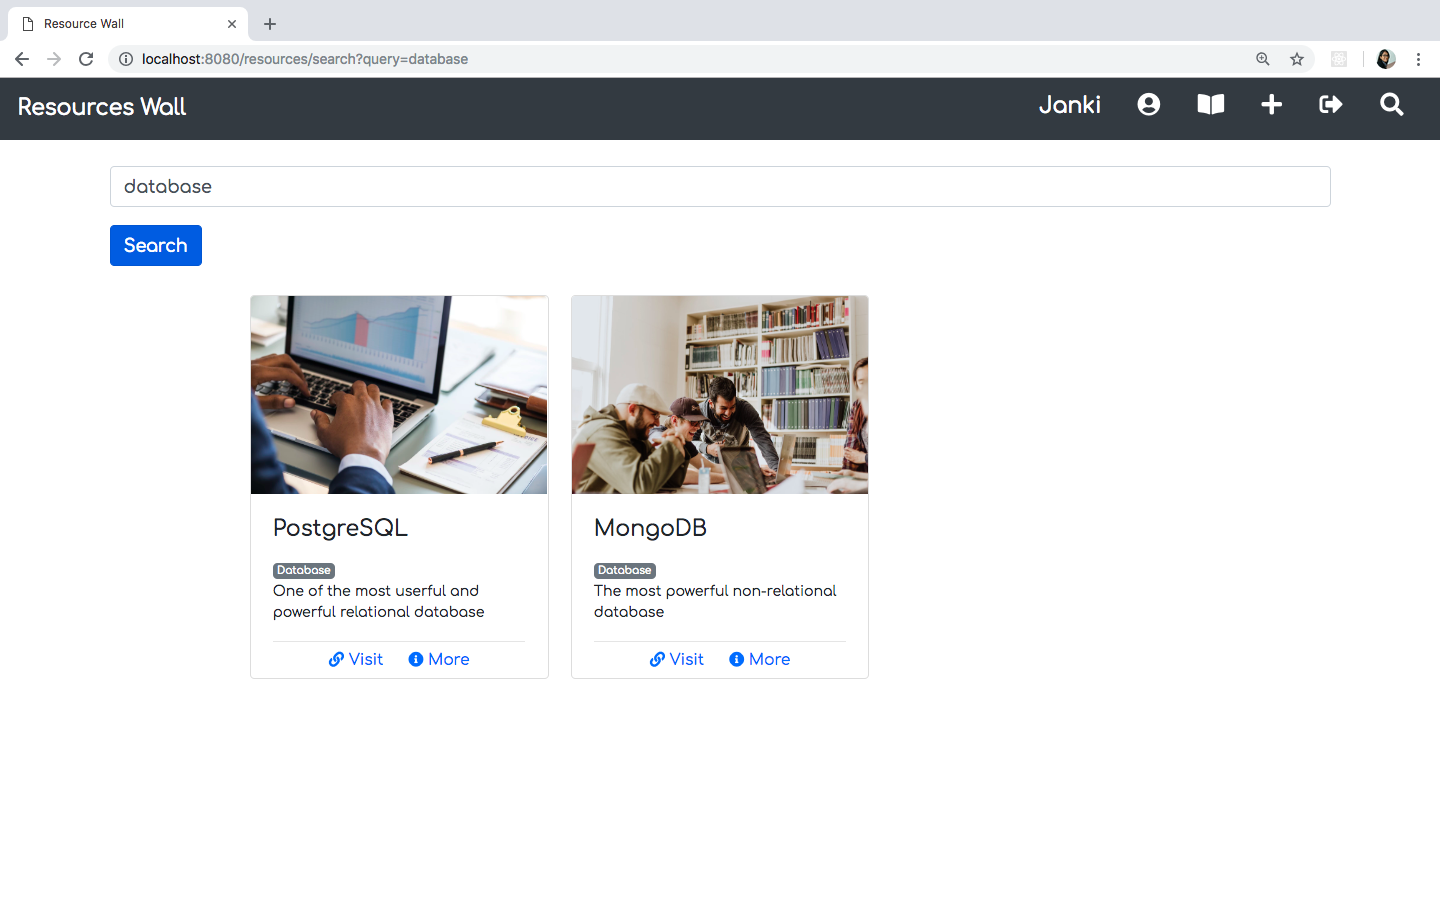 Resource Wall
localhost:8080/resources/search?query=database
Resources Wall
Janki
database
Search
PostgreSQL
Database
One of the most userful and
powerful relational database
Visit
More
MongoDB
Database
The most powerful non-relational
database
Visit
More